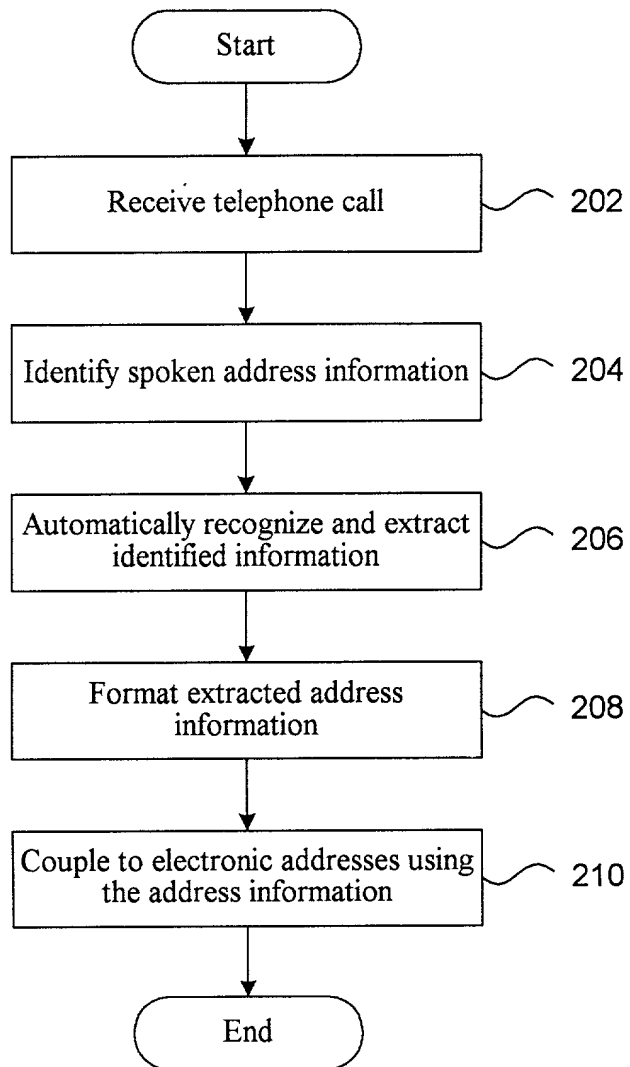 Start
Receive telephone call
202
Identify spoken address information
204
Automatically recognize and extract
identified information
206
Format extracted address
information
208
Couple to electronic addresses using
the address information
210
End